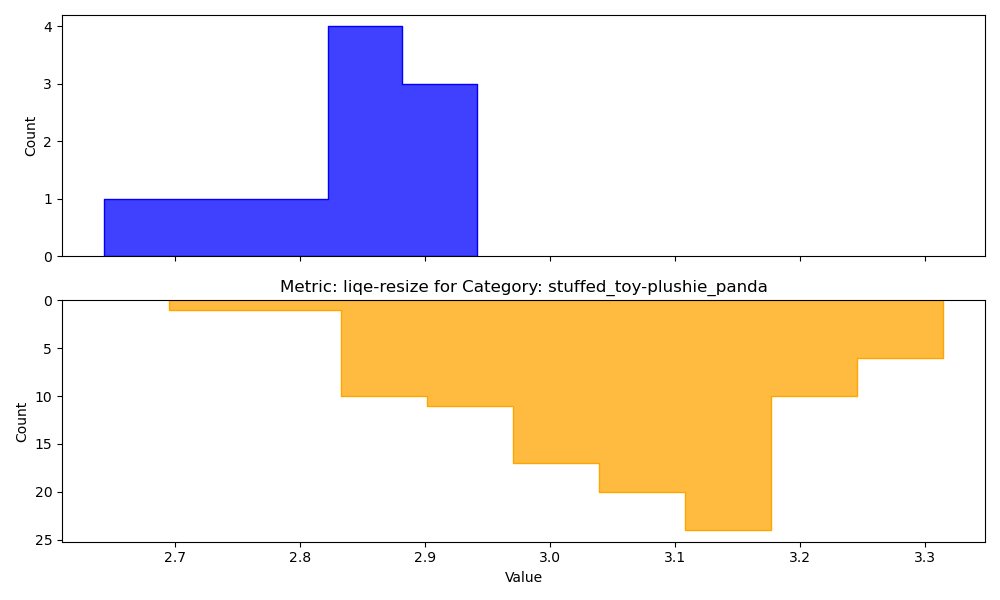 4
3
2
1
0
Count
Metric: liqe-resize for Category: stuffed_toy-plushie_panda
0
5
10
15
20
25
Count
2.7 2.8 2.9 3.0 3.1 3.2 3.3
Value